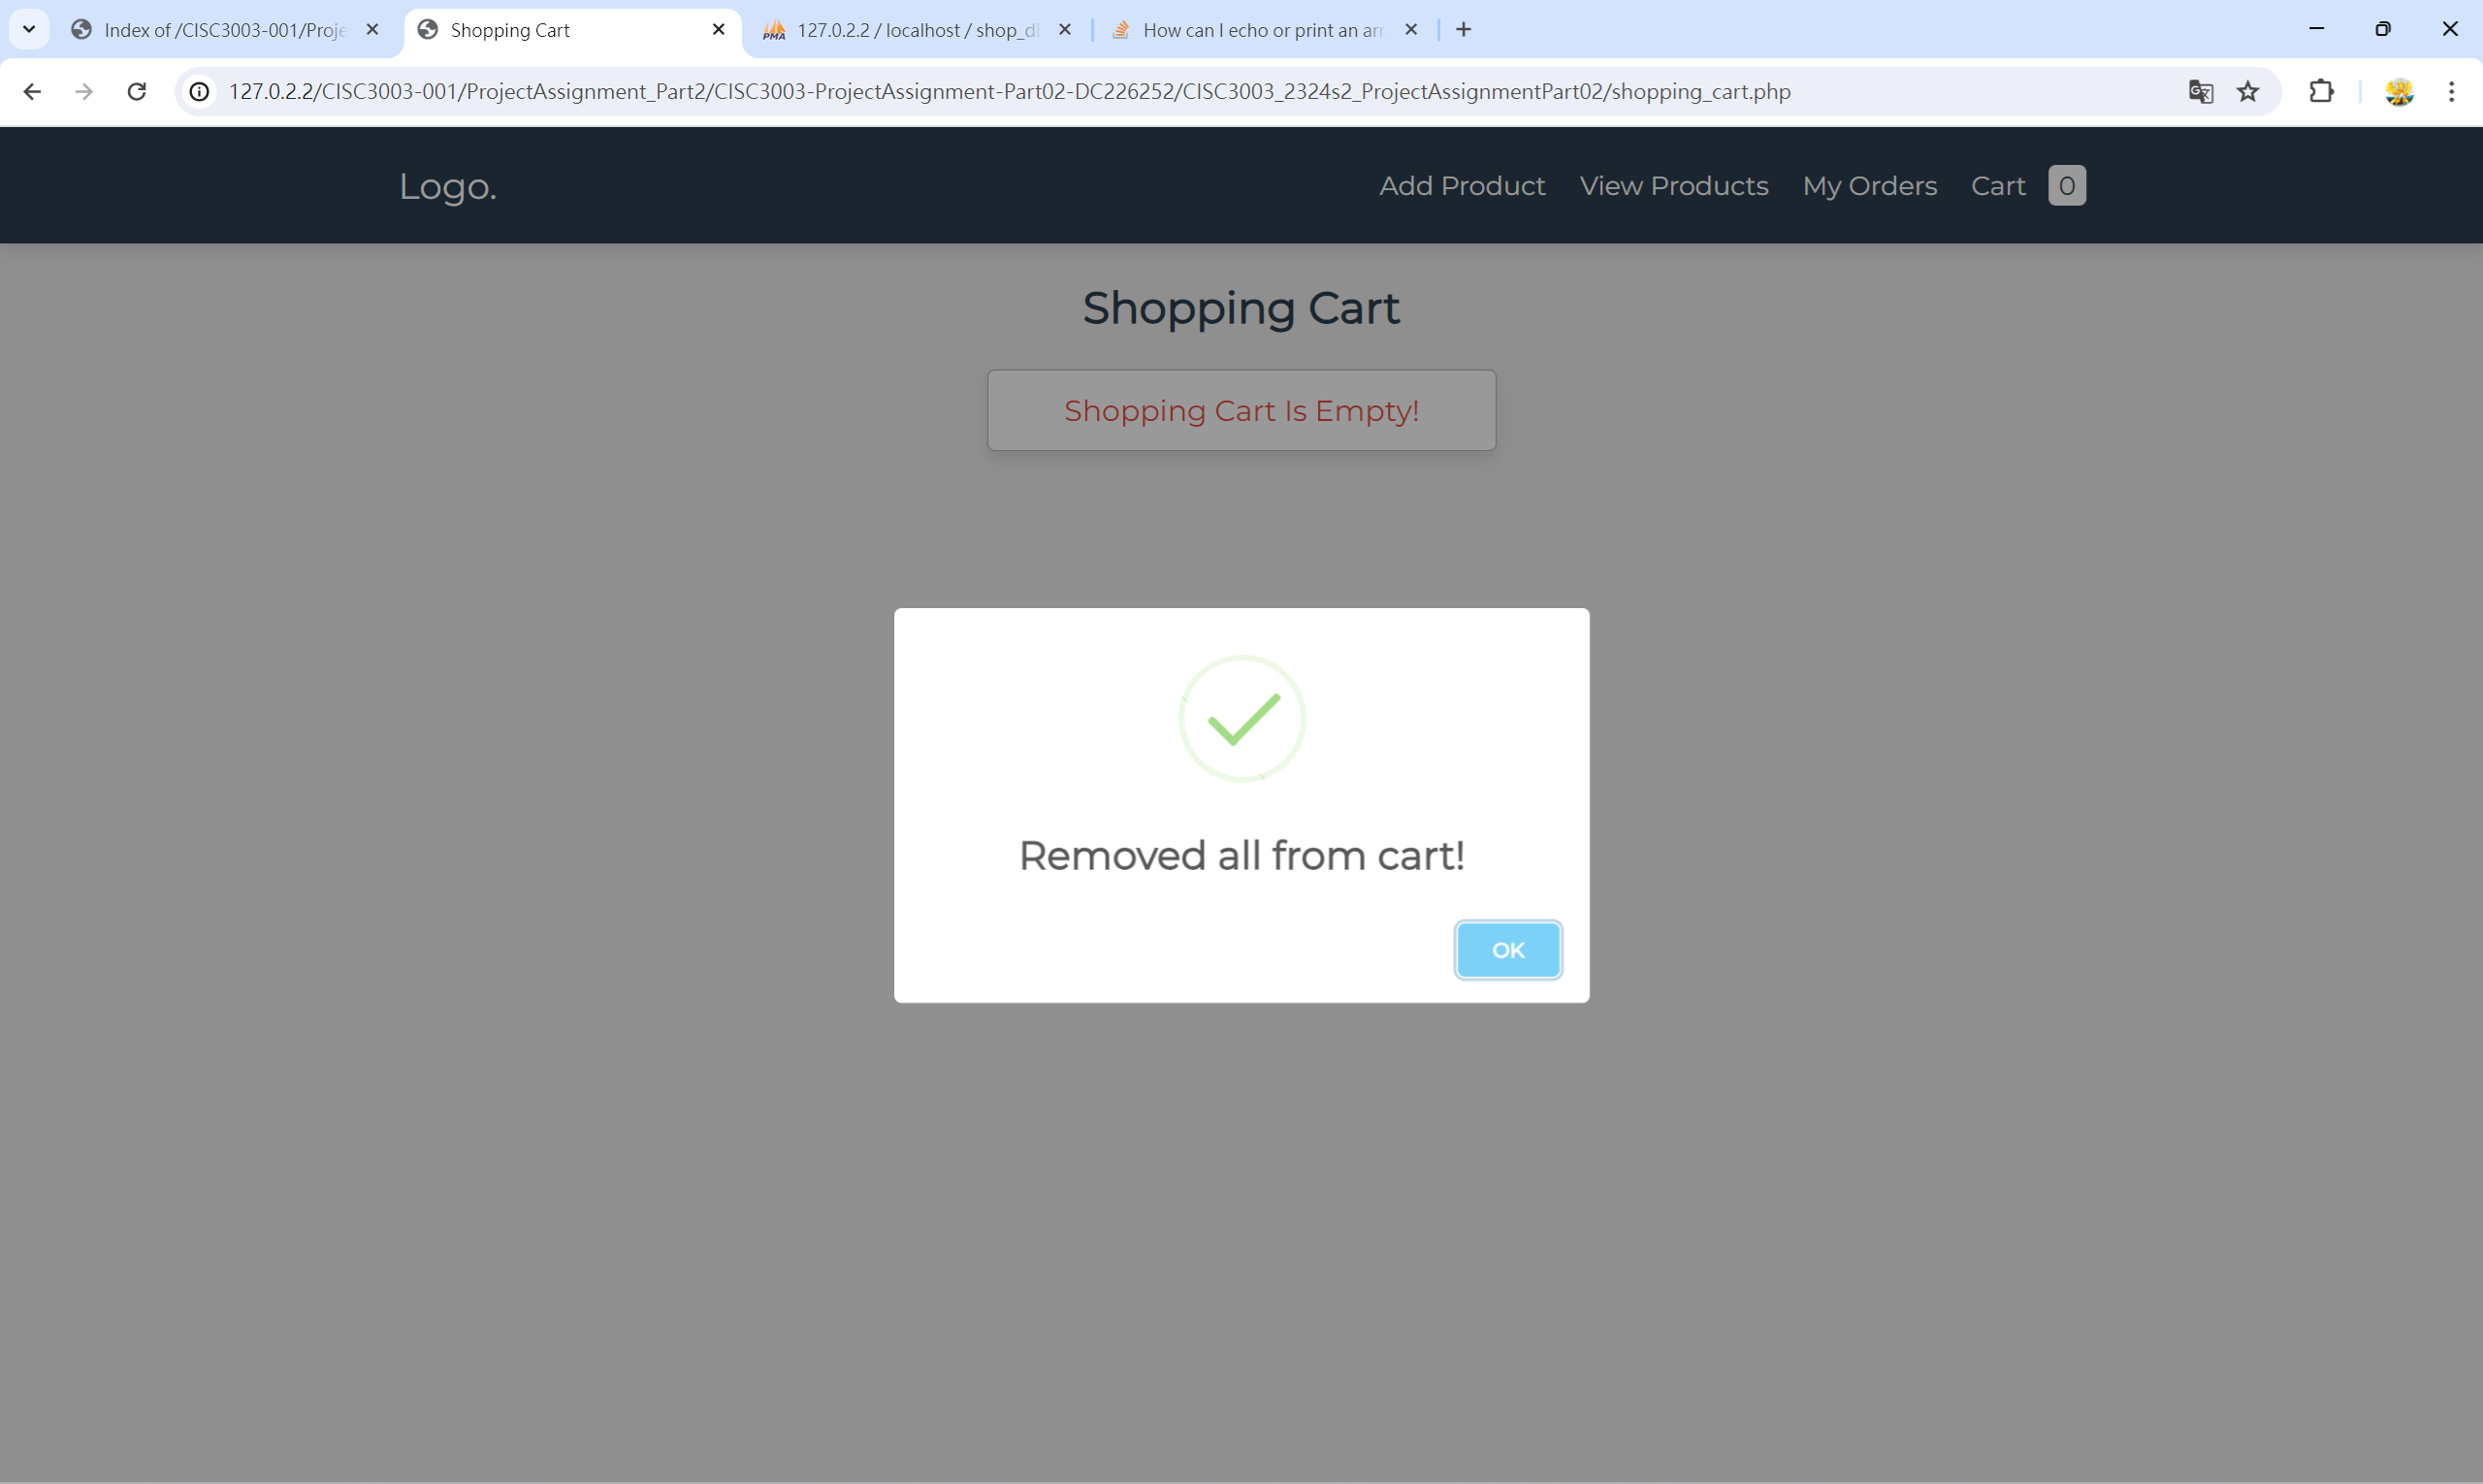 Index of /CISC3003-001/Proje
Shopping Cart
PMA
127.0.2.2 / localhost / shop_d
How can I echo or print an arr
127.0.2.2/CISC3003-001/ProjectAssignment_Part2/CISC3003-ProjectAssignment-Part02-DC226252/CISC3003_2324s2_ProjectAssignmentPart02/shopping_cart.php
Logo.
Add Product View Products My Orders Cart 0
Shopping Cart
Shopping Cart Is Empty!
Removed all from cart!
OK